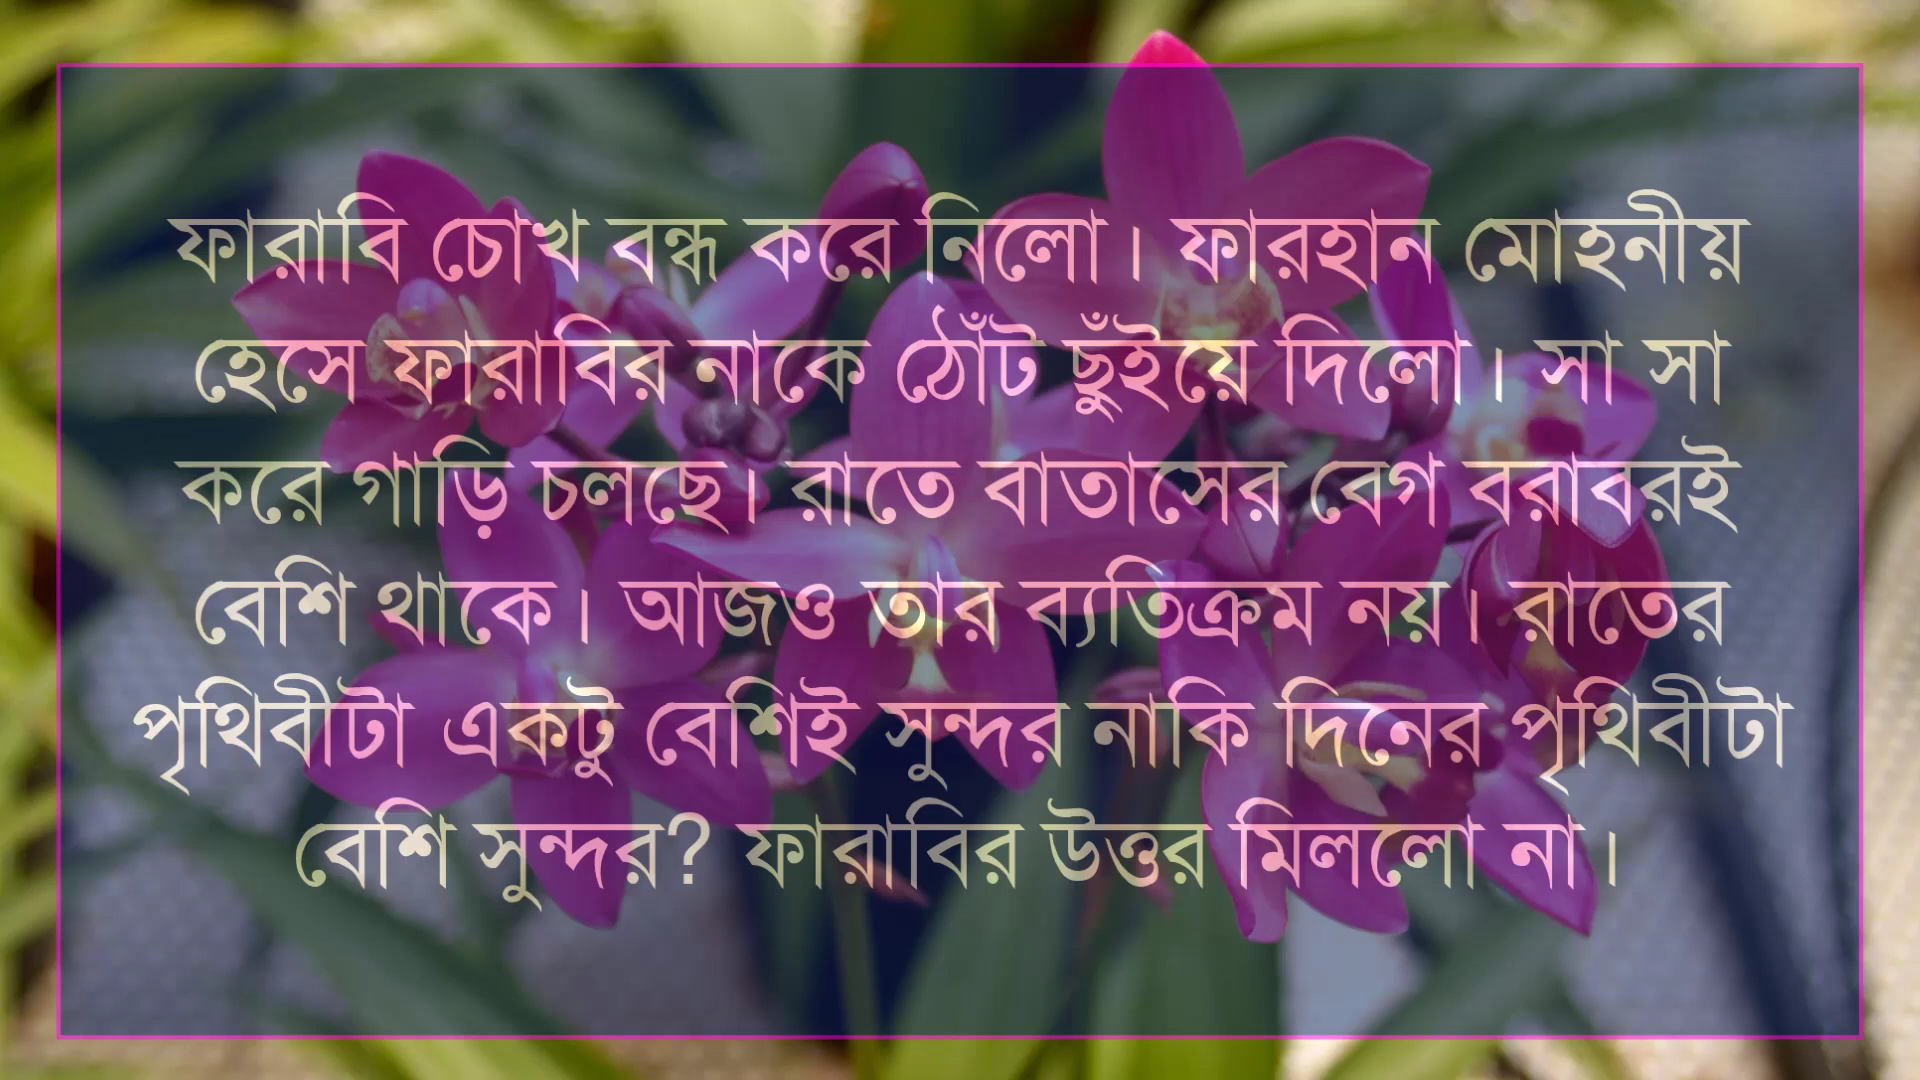 ফারাবি চোখ বন্ধ করে নিলো। ফারহান মোহনীয়
হেসে ফারাবির নাকে ঠোঁট ছুঁইয়ে দিলো। সা সা
করে গাড়ি চলছে। রাতে বাতাসের বেগ বরাবরই
বেশি থাকে। আজও তার ব্যতিক্রম নয়। রাতের
পৃথিবীটা একটু বেশিই সুন্দর নাকি দিনের পৃথিবীটা
বেশি সুন্দর? ফারাবির উত্তর মিললো না।